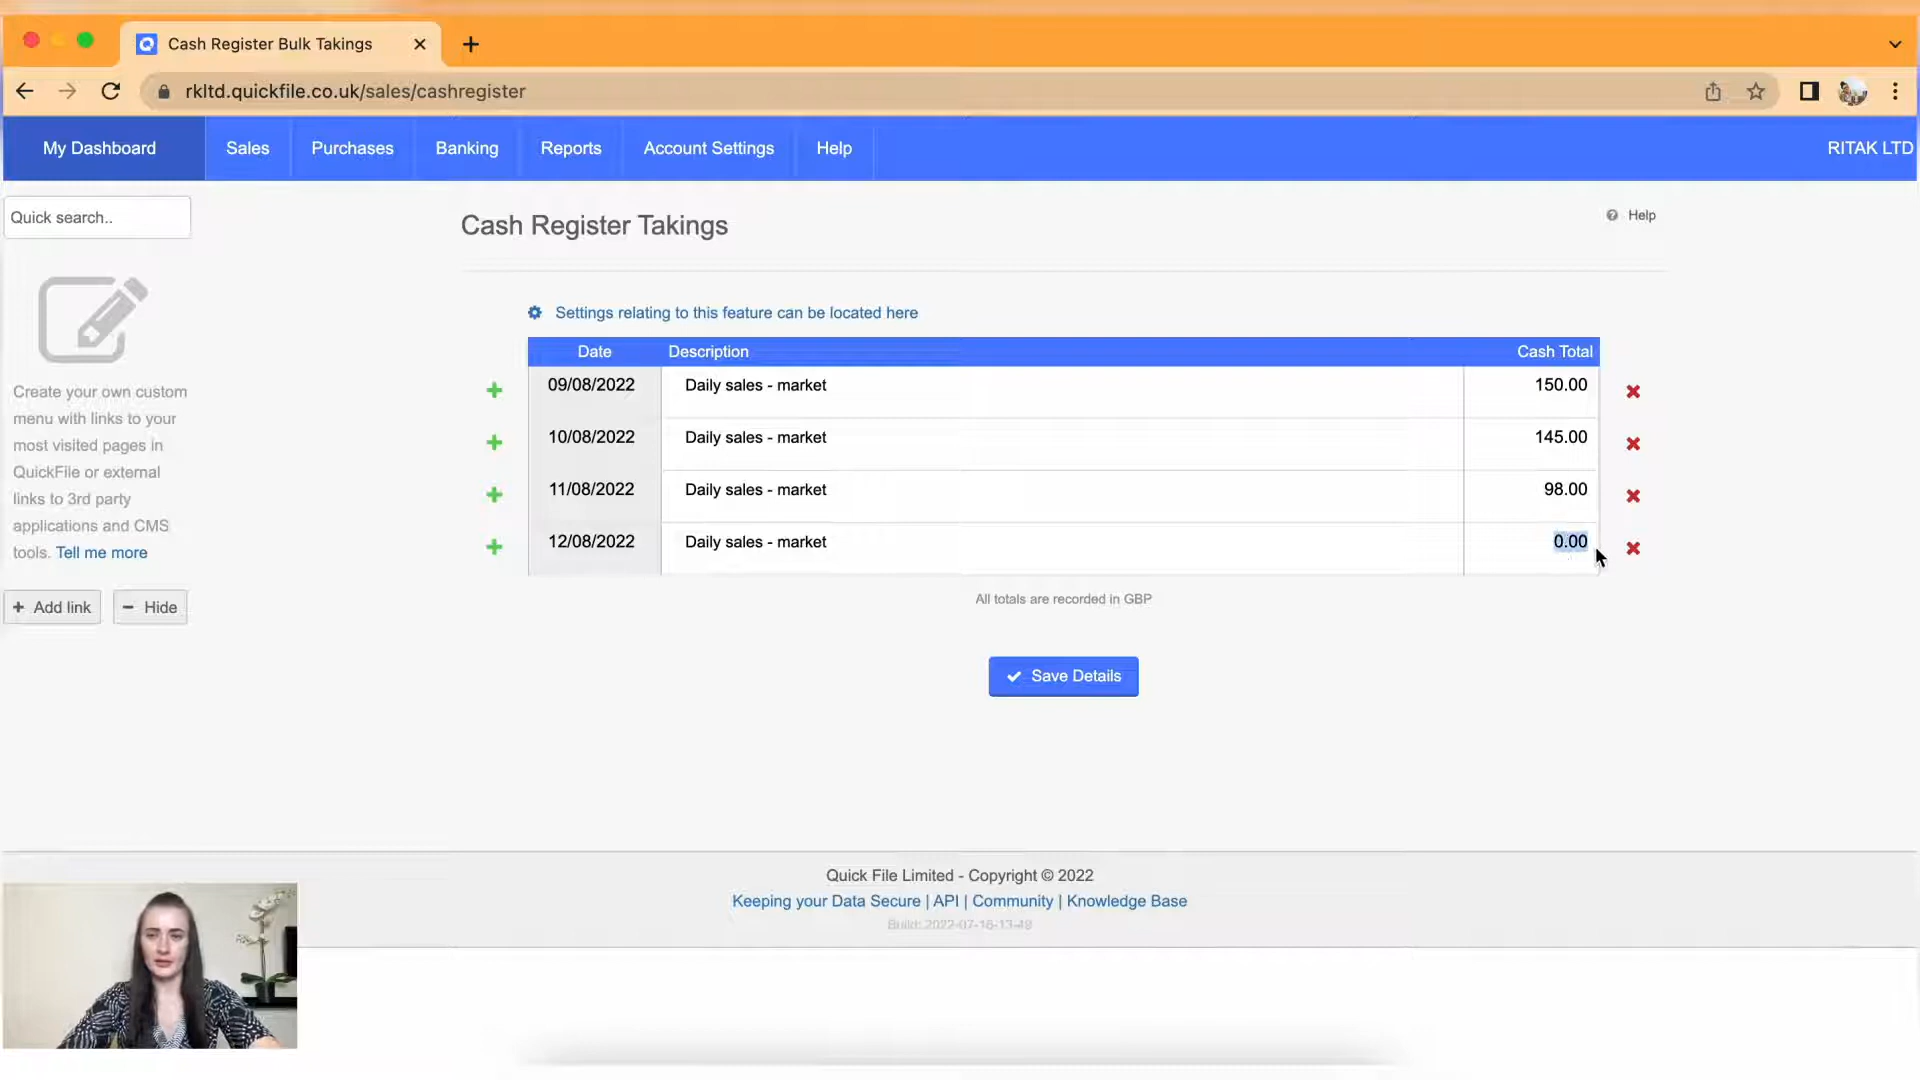 Cash Register Bulk Takings
rkltd.quickfile.co.uk/sales/cashregister
My Dashboard
Sales
Purchases
Banking
Reports
Account Settings
Help
RITAK LTD
Quick search..
Cash Register Takings
Help
Create your own custom
menu with links to your
most visited pages in
QuickFile or external
links to 3rd party
applications and CMS
tools. Tell me more
Add link
Hide
Settings relating to this feature can be located here
Date Description Cash Total
09/08/2022 Daily sales - market 150.00
10/08/2022 Daily sales - market 145.00
11/08/2022 Daily sales - market 98.00
12/08/2022 Daily sales - market 0.00
All totals are recorded in GBP
Save Details
Quick File Limited - Copyright © 2022
Keeping your Data Secure | API | Community | Knowledge Base
Build: 2022-07-16-13-48